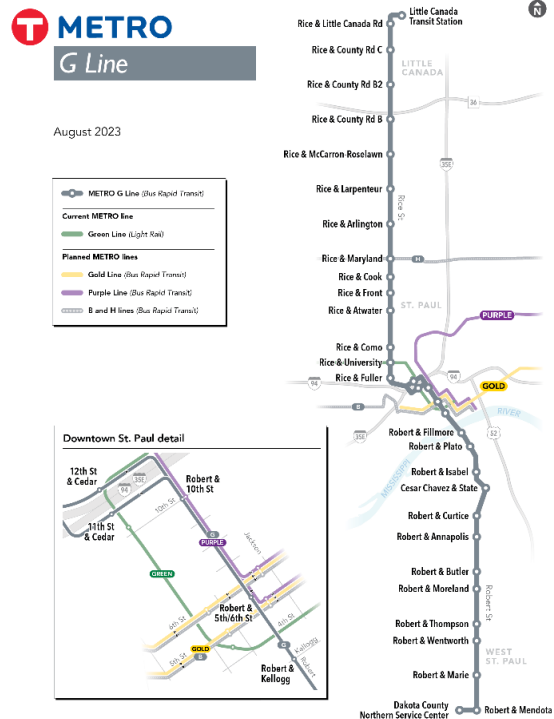 T METRO
G Line
August 2023
METRO G Line (Bus Rapid Transit)
Current METRO line
Green Line (Light Rail)
Planned METRO lines
Gold Line (Bus Rapid Transit)
Purple Line (Bus Rapid Transit)
B and H lines (Bus Rapid Transit)
N
Little Canada
Transit Station
Rice & Little Canada Rd
Rice & County Rd C
LITTLE
CANADA
Rice & County Rd B2
36
Rice & County Rd B
Rice & McCarron-Roselawn
35E
Rice & Larpenteur
Rice St
Rice & Arlington
Rice & Maryland
H
Rice & Cook
Rice & Front
ST. PAUL
Rice & Atwater
PURPLE
Rice & Como
Rice & University
Rice & Fuller
94
94
GOLD
B
RIVER
MISSISSIPPI
35E
52
Robert & Fillmore
Robert & Plato
Robert & Isabel
Cesar Chavez & State
Robert & Curtice
Robert & Annapolis
Robert & Butler
Robert & Moreland
Robert St
Robert & Thompson
Robert & Wentworth
WEST
ST. PAUL
Robert & Marie
Dakota County
Northern Service Center
Robert & Mendota
Downtown St. Paul detail
12th St
& Cedar
94
35E
Robert &
10th St
10th St
11th St
& Cedar
G
PURPLE
Jackson
GREEN
Robert &
5th/6th St
6th St
5th St
4th St
GOLD
B
G
Kellogg
Robert
Robert &
Kellogg